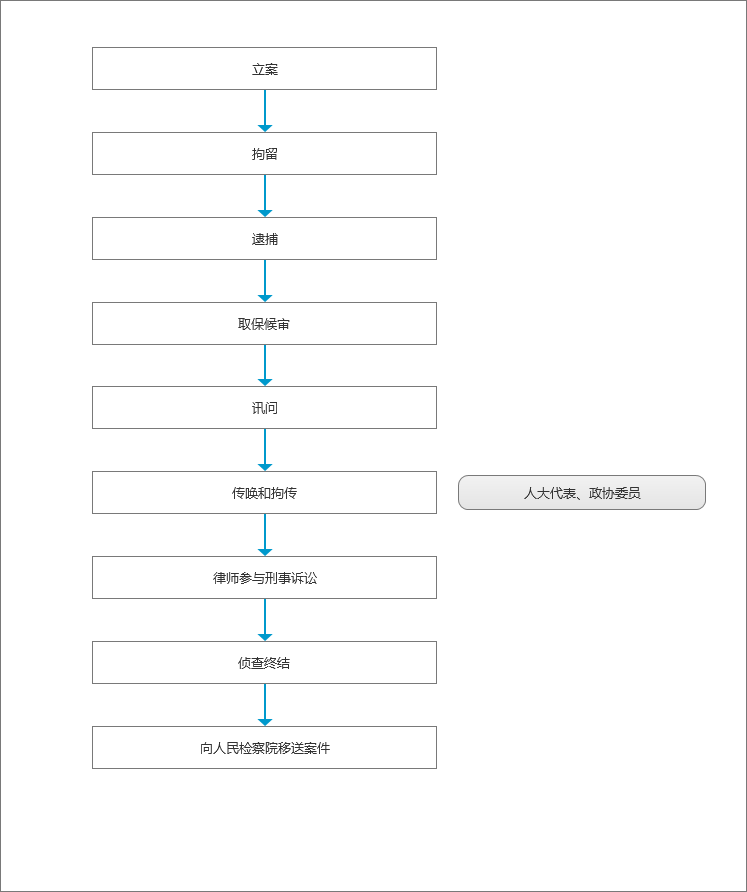 立案
拘留
逮捕
取保候审
讯问
传唤和拘传
人大代表、政协委员
律师参与刑事诉讼
侦查终结
向人民检察院移送案件